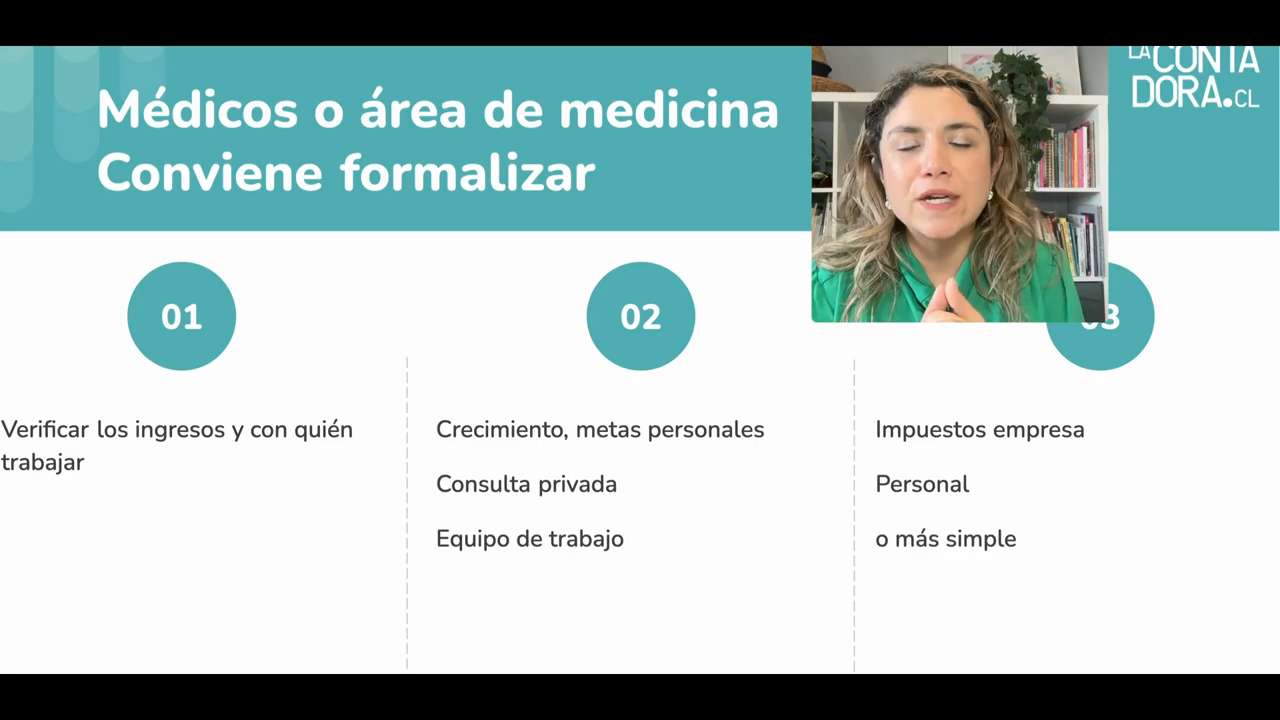 Médicos o área de medicina
Conviene formalizar
LA CONTA
DORA.CL
01
02
03
Verificar los ingresos y con quién
trabajar
Crecimiento, metas personales
Consulta privada
Equipo de trabajo
Impuestos empresa
Personal
o más simple